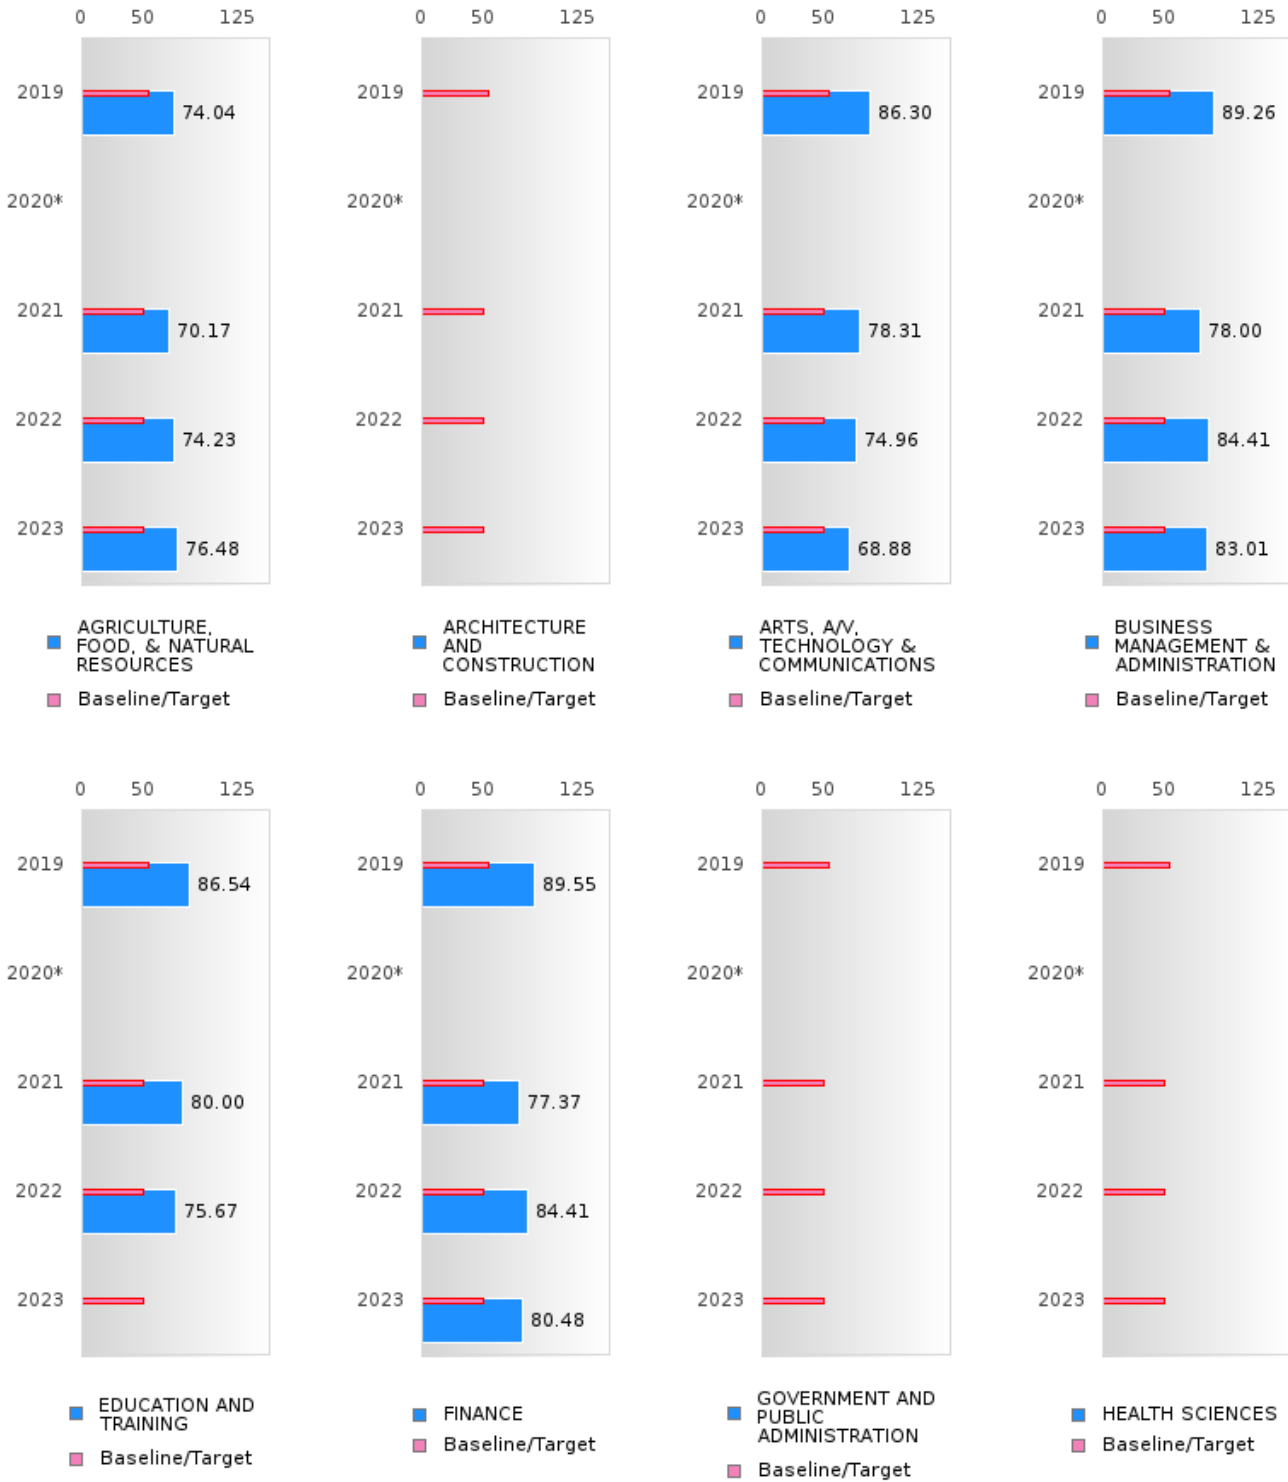 0 50 125
2019 74.04
2020*
2021 70.17
2022 74.23
2023 76.48
AGRICULTURE,
FOOD, & NATURAL
RESOURCES
Baseline/Target
0 50 125
2019
2020*
2021
2022
2023
ARCHITECTURE
AND
CONSTRUCTION
Baseline/Target
0 50 125
2019 86.30
2020*
2021 78.31
2022 74.96
2023 68.88
ARTS, A/V,
TECHNOLOGY &
COMMUNICATIONS
Baseline/Target
0 50 125
2019 89.26
2020*
2021 78.00
2022 84.41
2023 83.01
BUSINESS
MANAGEMENT &
ADMINISTRATION
Baseline/Target
0 50 125
2019 86.54
2020*
2021 80.00
2022 75.67
2023
EDUCATION AND
TRAINING
Baseline/Target
0 50 125
2019 89.55
2020*
2021 77.37
2022 84.41
2023 80.48
FINANCE
Baseline/Target
0 50 125
2019
2020*
2021
2022
2023
GOVERNMENT AND
PUBLIC
ADMINISTRATION
Baseline/Target
0 50 125
2019
2020*
2021
2022
2023
HEALTH SCIENCES
Baseline/Target